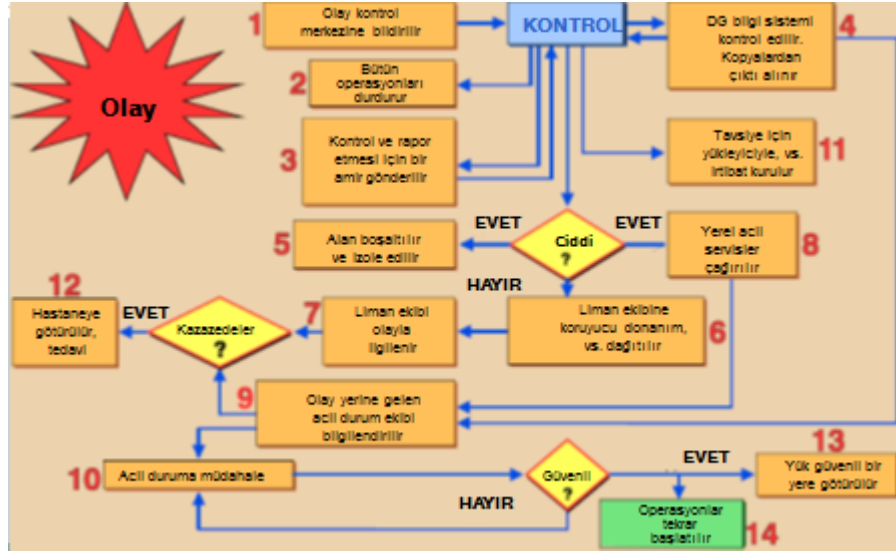 1
Olay kontrol
merkezine bildirilir
KONTROL
DG bilgi sistemi
kontrol edilir.
Kopyalardan
çıktı alınır
4
Olay
2
Bütün
operasyonları
durdurur
3
Kontrol ve rapor
etmesi için bir
amir gönderilir
Tavsiye için
yükleyiciyle, vs.
irtibat kurulur
11
5
Alan boşaltılır
ve izole edilir
EVET
Ciddi
?
EVET
Yerel acil
servisler
çağırılır
8
HAYIR
12
Hastaneye
götürülür,
tedavi
EVET
Kazazedeler
?
7
Liman ekibi
olayla
ilgilenir
Liman ekibine
koruyucu donanım,
vs. dağıtılır
6
9
Olay yerine gelen
acil durum ekibi
bilgilendirilir
10
Acil duruma müdahale
HAYIR
Güvenli
?
EVET
13
Yük güvenli bir
yere götürülür
Operasyonlar
tekrar
başlatılır
14